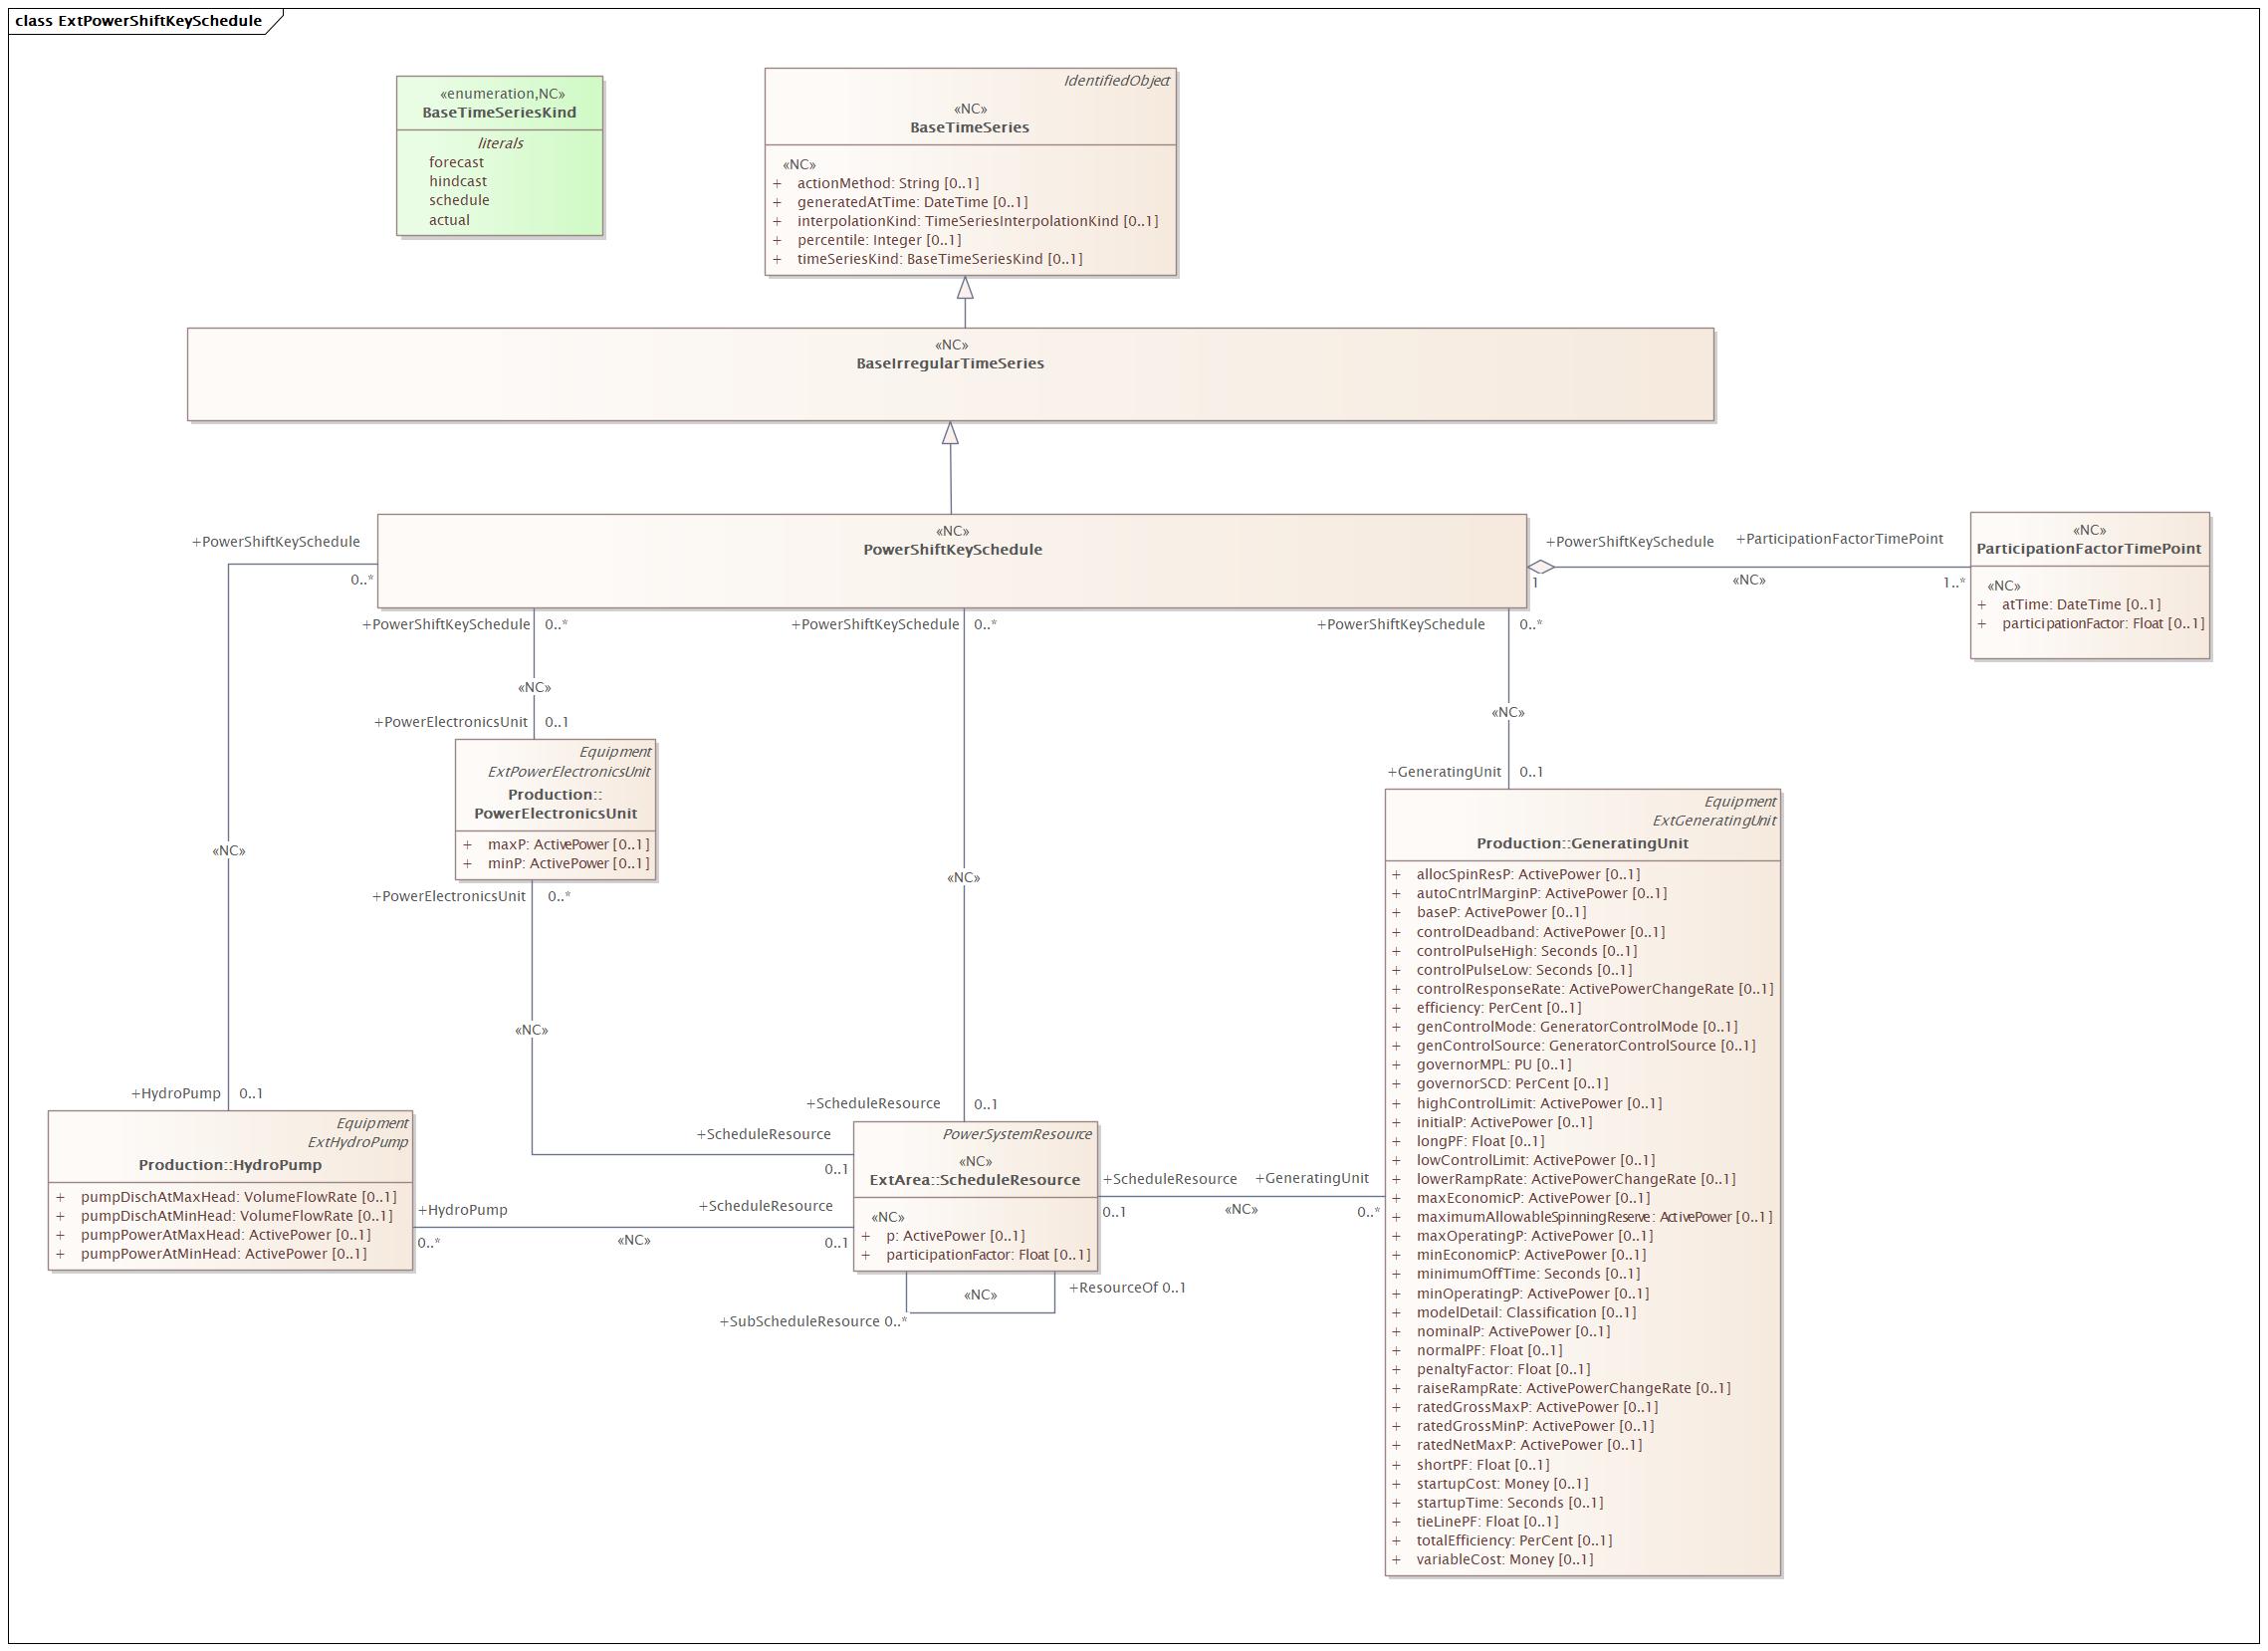 class ExtPowerShiftKeySchedule
«enumeration,NC»
BaseTimeSeriesKind
literals
forecast
hindcast
schedule
actual
IdentifiedObject
«NC»
BaseTimeSeries
«NC»
+ actionMethod: String [0..1]
+ generatedAtTime: DateTime [0..1]
+ interpolationKind: TimeSeriesInterpolationKind [0..1]
+ percentile: Integer [0..1]
+ timeSeriesKind: BaseTimeSeriesKind [0..1]
«NC»
BaseIrregularTimeSeries
«NC»
PowerShiftKeySchedule
+PowerShiftKeySchedule
0..*
+PowerShiftKeySchedule
1
+ParticipationFactorTimePoint
«NC»
1..*
«NC»
ParticipationFactorTimePoint
«NC»
+ atTime: DateTime [0..1]
+ participationFactor: Float [0..1]
+PowerShiftKeySchedule 0..*
+PowerShiftKeySchedule 0..*
+PowerShiftKeySchedule 0..*
«NC»
«NC»
+PowerElectronicsUnit 0..1
+GeneratingUnit 0..1
Equipment
ExtPowerElectronicsUnit
Production::
PowerElectronicsUnit
+ maxP: ActivePower [0..1]
+ minP: ActivePower [0..1]
+PowerElectronicsUnit 0..*
«NC»
«NC»
«NC»
Equipment
ExtGeneratingUnit
Production::GeneratingUnit
+ allocSpinResP: ActivePower [0..1]
+ autoCntrlMarginP: ActivePower [0..1]
+ baseP: ActivePower [0..1]
+ controlDeadband: ActivePower [0..1]
+ controlPulseHigh: Seconds [0..1]
+ controlPulseLow: Seconds [0..1]
+ controlResponseRate: ActivePowerChangeRate [0..1]
+ efficiency: PerCent [0..1]
+ genControlMode: GeneratorControlMode [0..1]
+ genControlSource: GeneratorControlSource [0..1]
+ governorMPL: PU [0..1]
+ governorSCD: PerCent [0..1]
+ highControlLimit: ActivePower [0..1]
+ initialP: ActivePower [0..1]
+ longPF: Float [0..1]
+ lowControlLimit: ActivePower [0..1]
+ lowerRampRate: ActivePowerChangeRate [0..1]
+ maxEconomicP: ActivePower [0..1]
+ maximumAllowableSpinningReserve: ActivePower [0..1]
+ maxOperatingP: ActivePower [0..1]
+ minEconomicP: ActivePower [0..1]
+ minimumOffTime: Seconds [0..1]
+ minOperatingP: ActivePower [0..1]
+ modelDetail: Classification [0..1]
+ nominalP: ActivePower [0..1]
+ normalPF: Float [0..1]
+ penaltyFactor: Float [0..1]
+ raiseRampRate: ActivePowerChangeRate [0..1]
+ ratedGrossMaxP: ActivePower [0..1]
+ ratedGrossMinP: ActivePower [0..1]
+ ratedNetMaxP: ActivePower [0..1]
+ shortPF: Float [0..1]
+ startupCost: Money [0..1]
+ startupTime: Seconds [0..1]
+ tieLinePF: Float [0..1]
+ totalEfficiency: PerCent [0..1]
+ variableCost: Money [0..1]
+HydroPump 0..1
Equipment
ExtHydroPump
Production::HydroPump
+ pumpDischAtMaxHead: VolumeFlowRate [0..1]
+ pumpDischAtMinHead: VolumeFlowRate [0..1]
+ pumpPowerAtMaxHead: ActivePower [0..1]
+ pumpPowerAtMinHead: ActivePower [0..1]
+ScheduleResource 0..1
+ScheduleResource
0..1
+HydroPump
0..*
«NC»
+ScheduleResource
0..1
PowerSystemResource
«NC»
ExtArea::ScheduleResource
«NC»
+ p: ActivePower [0..1]
+ participationFactor: Float [0..1]
+ScheduleResource
0..1
«NC»
+GeneratingUnit
0..*
«NC»
+ResourceOf 0..1
+SubScheduleResource 0..*